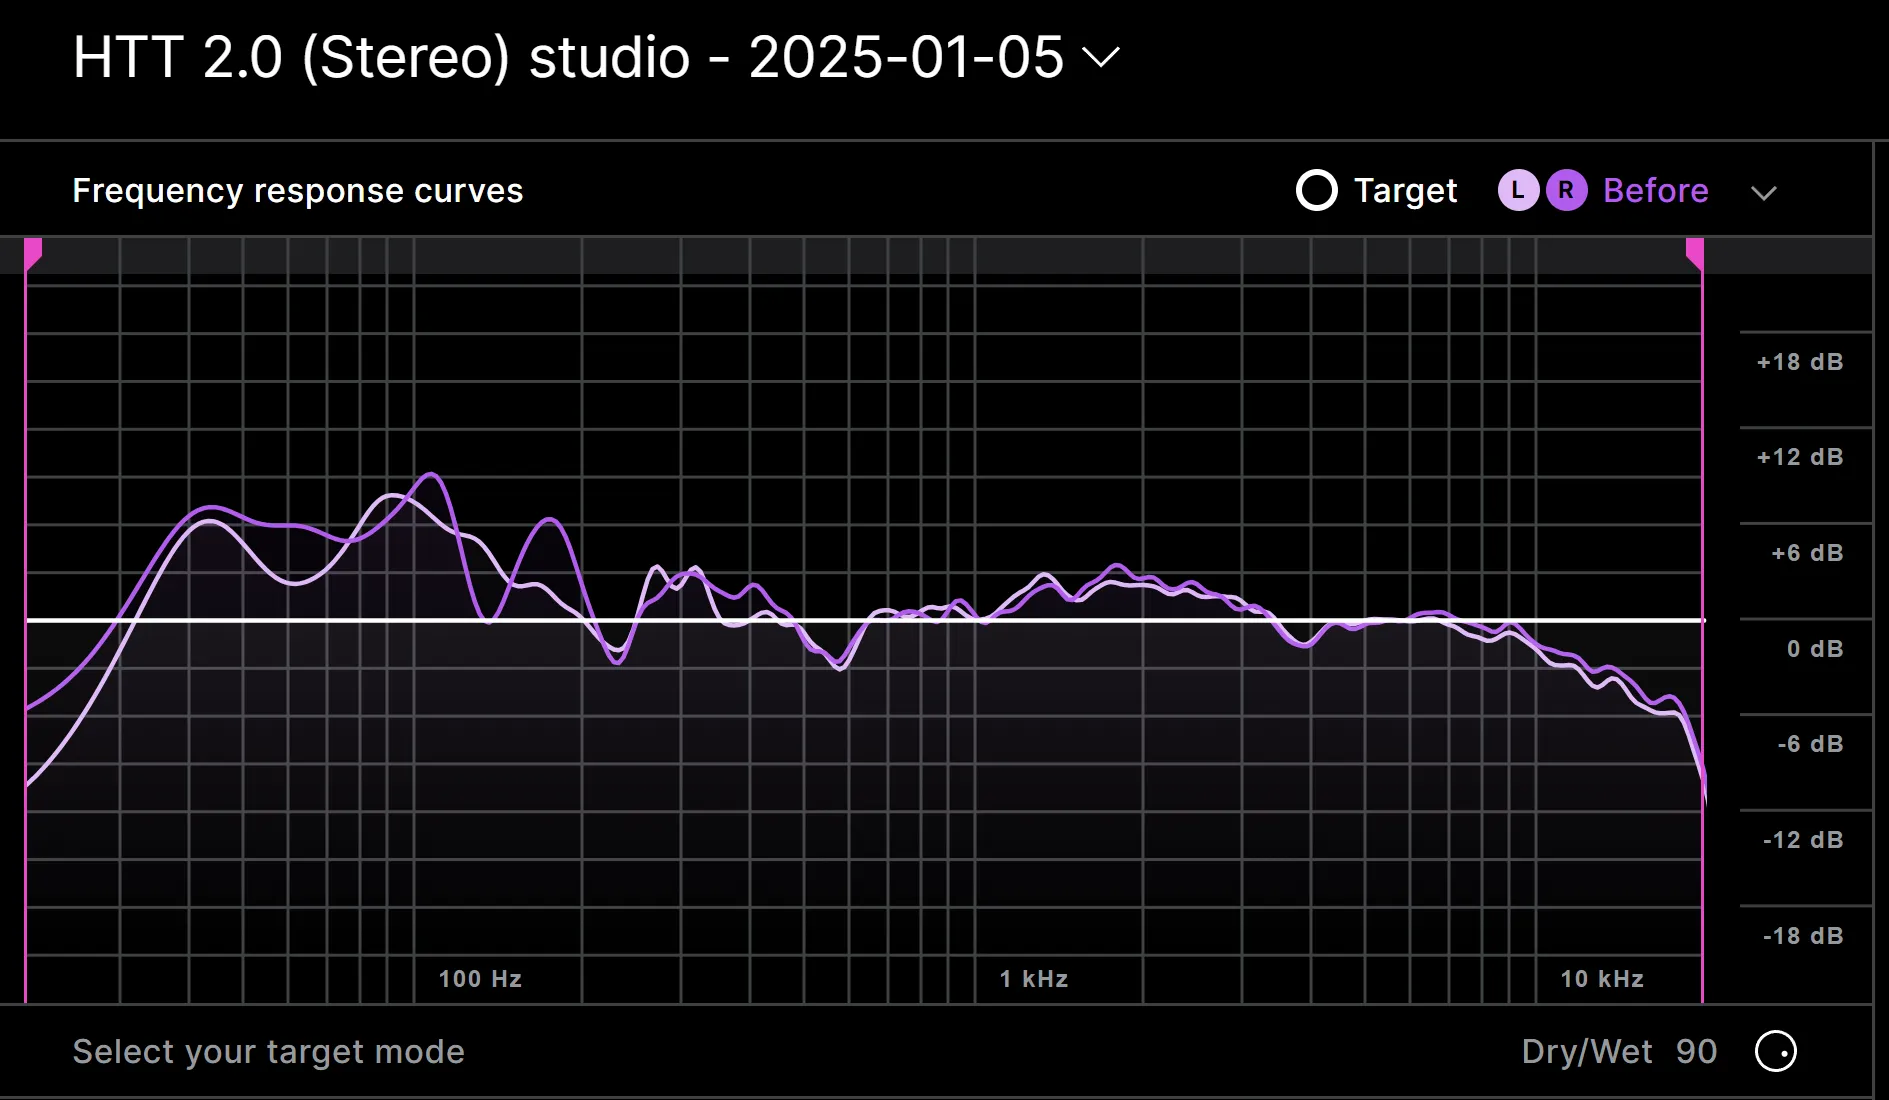 HTT 2.0 (Stereo) studio - 2025-01-05
Frequency response curves
Target
L
R
Before
+18 dB
+12 dB
+6 dB
0 dB
-6 dB
-12 dB
-18 dB
100 Hz
1 kHz
10 kHz
Select your target mode
Dry/Wet 90